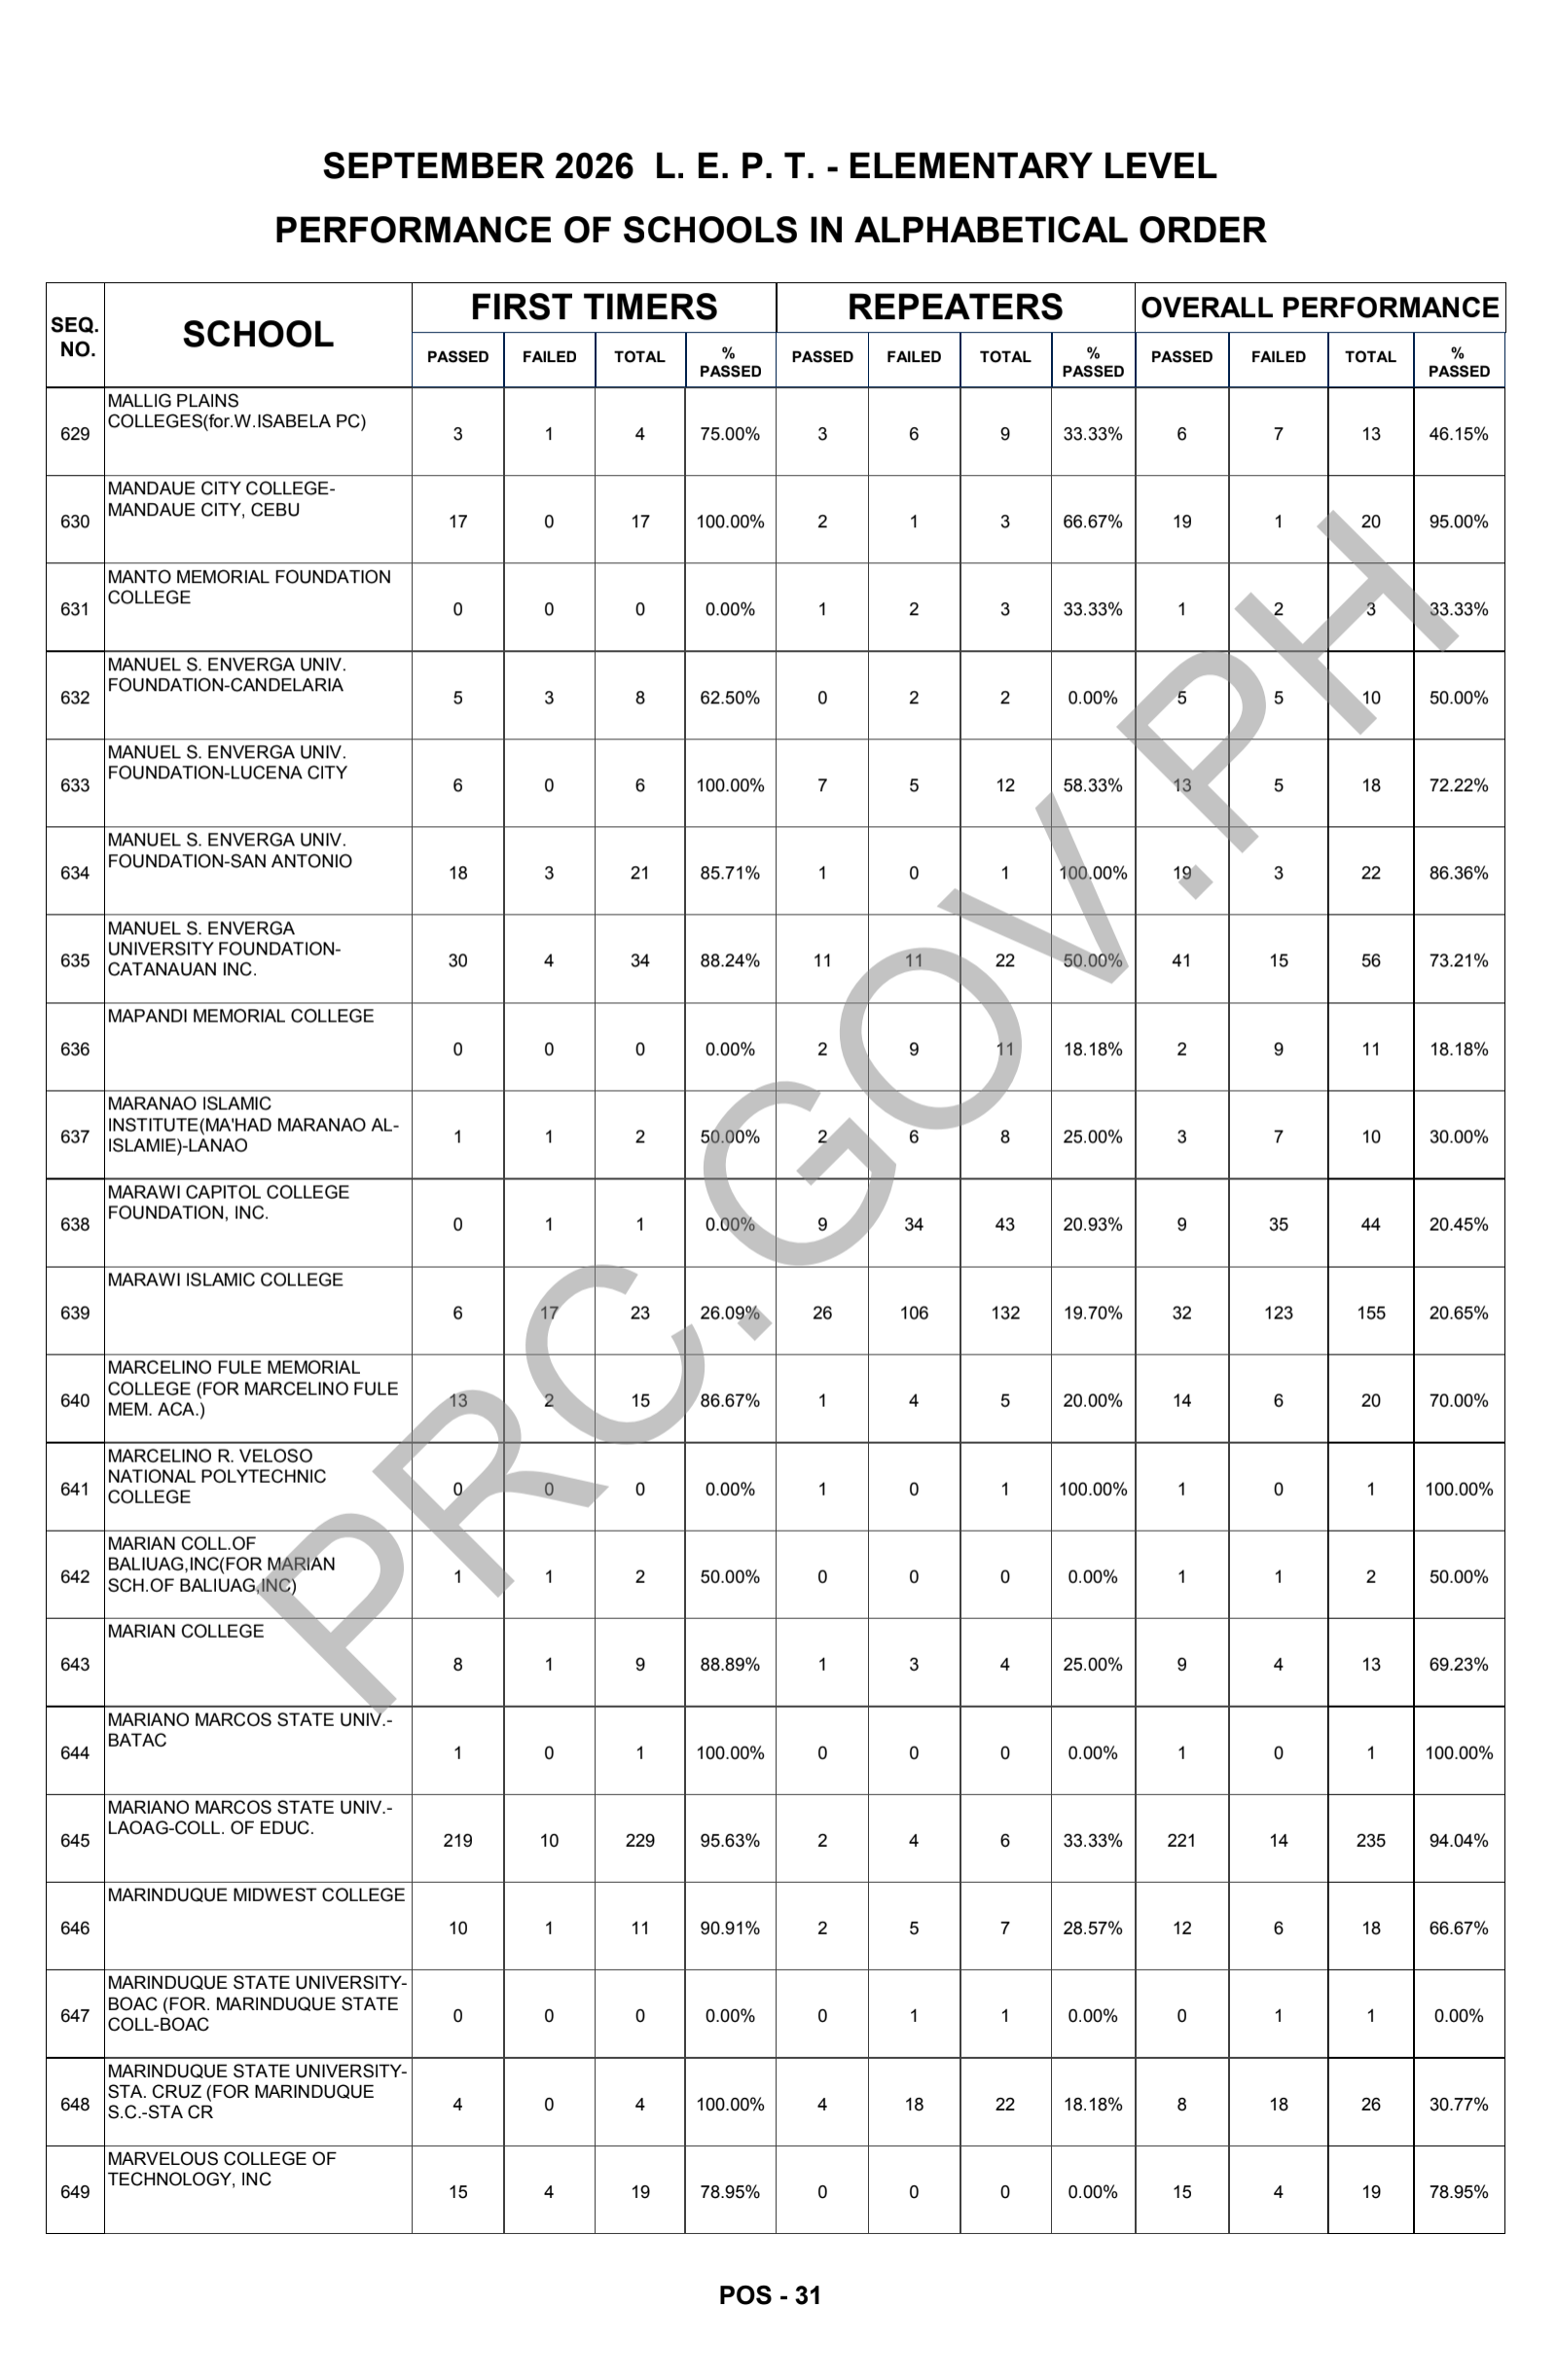 SEPTEMBER 2026 L. E. P. T. - ELEMENTARY LEVEL
PERFORMANCE OF SCHOOLS IN ALPHABETICAL ORDER
SEQ. NO. SCHOOL FIRST TIMERS REPEATERS OVERALL PERFORMANCE
PASSED FAILED TOTAL % PASSED PASSED FAILED TOTAL % PASSED PASSED FAILED TOTAL % PASSED
MALLIG PLAINS
COLLEGES(for.W.ISABELA PC)
629 3 1 4 75.00% 3 6 9 33.33% 6 7 13 46.15%
MANDAUE CITY COLLEGE-
MANDAUE CITY, CEBU
630 17 0 17 100.00% 2 1 3 66.67% 19 1 20 95.00%
MANTO MEMORIAL FOUNDATION
COLLEGE
631 0 0 0 0.00% 1 2 3 33.33% 1 2 3 33.33%
MANUEL S. ENVERGA UNIV.
FOUNDATION-CANDELARIA
632 5 3 8 62.50% 0 2 2 0.00% 5 5 10 50.00%
MANUEL S. ENVERGA UNIV.
FOUNDATION-LUCENA CITY
633 6 0 6 100.00% 7 5 12 58.33% 13 5 18 72.22%
MANUEL S. ENVERGA UNIV.
FOUNDATION-SAN ANTONIO
634 18 3 21 85.71% 1 0 1 100.00% 19 3 22 86.36%
MANUEL S. ENVERGA
UNIVERSITY FOUNDATION-
CATANAUAN INC.
635 30 4 34 88.24% 11 11 22 50.00% 41 15 56 73.21%
MAPANDI MEMORIAL COLLEGE
636 0 0 0 0.00% 2 9 11 18.18% 2 9 11 18.18%
MARANAO ISLAMIC
INSTITUTE(MA'HAD MARANAO AL-
ISLAMIE)-LANAO
637 1 1 2 50.00% 2 6 8 25.00% 3 7 10 30.00%
MARAWI CAPITOL COLLEGE
FOUNDATION, INC.
638 0 1 1 0.00% 9 34 43 20.93% 9 35 44 20.45%
MARAWI ISLAMIC COLLEGE
639 6 17 23 26.09% 26 106 132 19.70% 32 123 155 20.65%
MARCELINO FULE MEMORIAL
COLLEGE (FOR MARCELINO FULE
MEM. ACA.)
640 13 2 15 86.67% 1 4 5 20.00% 14 6 20 70.00%
MARCELINO R. VELOSO
NATIONAL POLYTECHNIC
COLLEGE
641 0 0 0 0.00% 1 0 1 100.00% 1 0 1 100.00%
MARIAN COLL.OF
BALIUAG,INC(FOR MARIAN
SCH.OF BALIUAG,INC)
642 1 1 2 50.00% 0 0 0 0.00% 1 1 2 50.00%
MARIAN COLLEGE
643 8 1 9 88.89% 1 3 4 25.00% 9 4 13 69.23%
MARIANO MARCOS STATE UNIV.-
BATAC
644 1 0 1 100.00% 0 0 0 0.00% 1 0 1 100.00%
MARIANO MARCOS STATE UNIV.-
LAOAG-COLL. OF EDUC.
645 219 10 229 95.63% 2 4 6 33.33% 221 14 235 94.04%
MARINDUQUE MIDWEST COLLEGE
646 10 1 11 90.91% 2 5 7 28.57% 12 6 18 66.67%
MARINDUQUE STATE UNIVERSITY-
BOAC (FOR. MARINDUQUE STATE
COLL-BOAC
647 0 0 0 0.00% 0 1 1 0.00% 0 1 1 0.00%
MARINDUQUE STATE UNIVERSITY-
STA. CRUZ (FOR MARINDUQUE
S.C.-STA CR
648 4 0 4 100.00% 4 18 22 18.18% 8 18 26 30.77%
MARVELOUS COLLEGE OF
TECHNOLOGY, INC
649 15 4 19 78.95% 0 0 0 0.00% 15 4 19 78.95%
PRC.GOV.PH
POS - 31